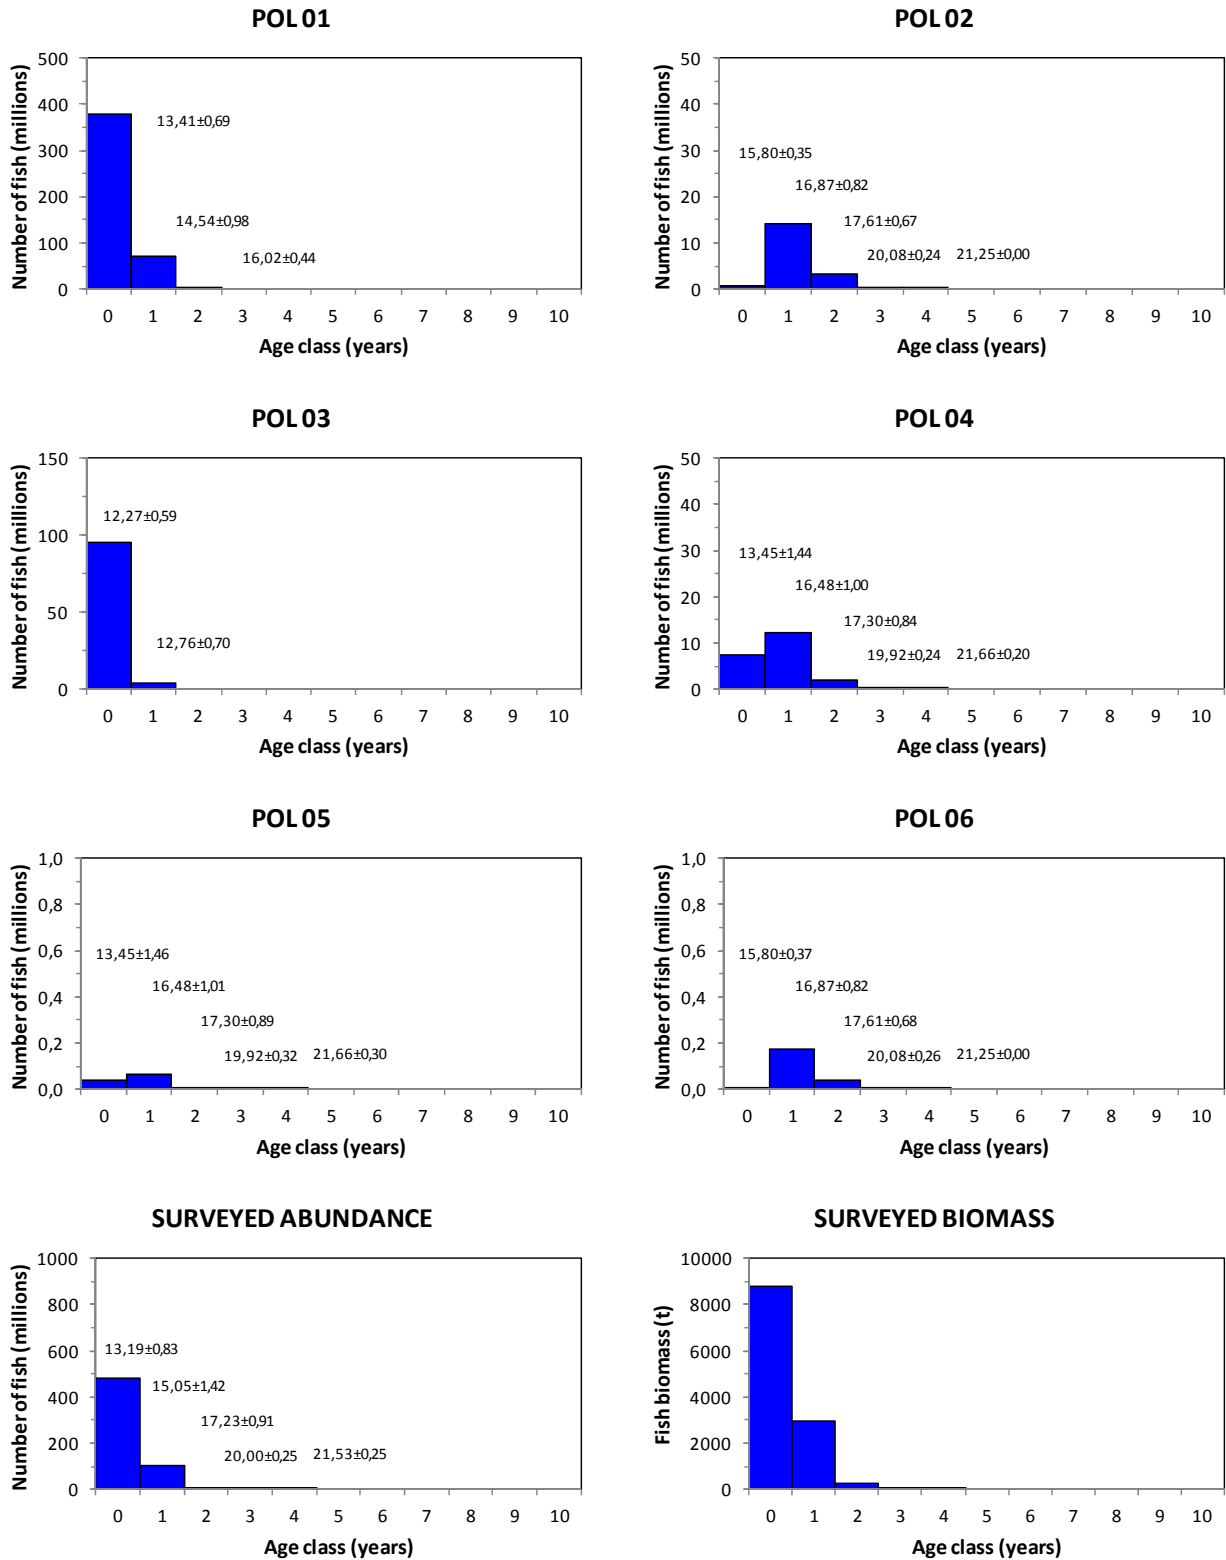 POL 01
500
400
300
200
100
0
Number of fish (millions)
13,41±0,69
14,54±0,98
16,02±0,44
0 1 2 3 4 5 6 7 8 9 10
Age class (years)
POL 02
50
40
30
20
10
0
Number of fish (millions)
15,80±0,35
16,87±0,82
17,61±0,67
20,08±0,24 21,25±0,00
0 1 2 3 4 5 6 7 8 9 10
Age class (years)
POL 03
150
100
50
0
Number of fish (millions)
12,27±0,59
12,76±0,70
0 1 2 3 4 5 6 7 8 9 10
Age class (years)
POL 04
50
40
30
20
10
0
Number of fish (millions)
13,45±1,44
16,48±1,00
17,30±0,84
19,92±0,24 21,66±0,20
0 1 2 3 4 5 6 7 8 9 10
Age class (years)
POL 05
1,0
0,8
0,6
0,4
0,2
0,0
Number of fish (millions)
13,45±1,46
16,48±1,01
17,30±0,89
19,92±0,32 21,66±0,30
0 1 2 3 4 5 6 7 8 9 10
Age class (years)
POL 06
1,0
0,8
0,6
0,4
0,2
0,0
Number of fish (millions)
15,80±0,37
16,87±0,82
17,61±0,68
20,08±0,26 21,25±0,00
0 1 2 3 4 5 6 7 8 9 10
Age class (years)
SURVEYED ABUNDANCE
1000
800
600
400
200
0
Number of fish (millions)
13,19±0,83
15,05±1,42
17,23±0,91
20,00±0,25 21,53±0,25
0 1 2 3 4 5 6 7 8 9 10
Age class (years)
SURVEYED BIOMASS
10000
8000
6000
4000
2000
0
Fish biomass (t)
0 1 2 3 4 5 6 7 8 9 10
Age class (years)